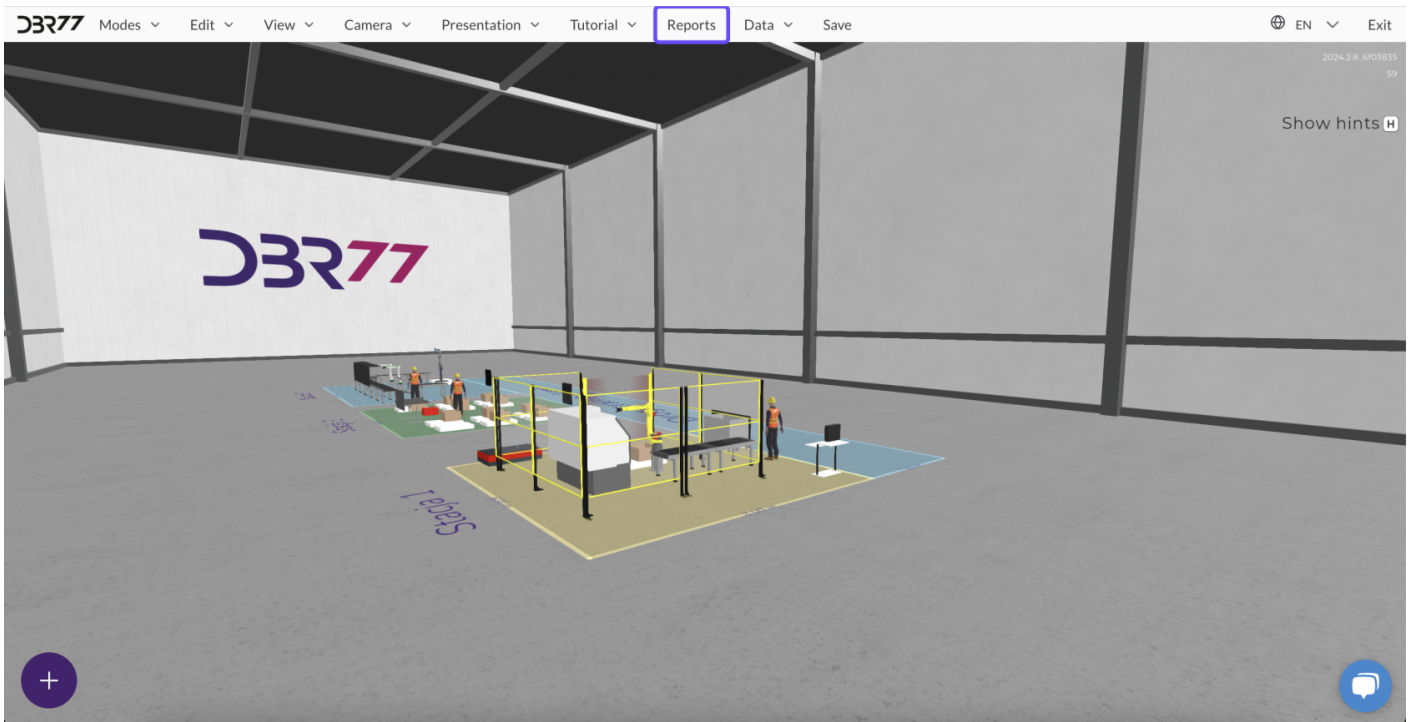 DBR77 Modes Edit View Camera Presentation Tutorial Reports Data Save EN Exit
2024.2.8_6f03835
59
Show hints H
DBR77
Stacja 1